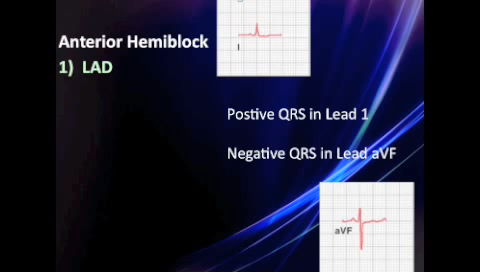 Anterior Hemiblock
I
1) LAD
Postive QRS in Lead 1
Negative QRS in Lead aVF
aVF